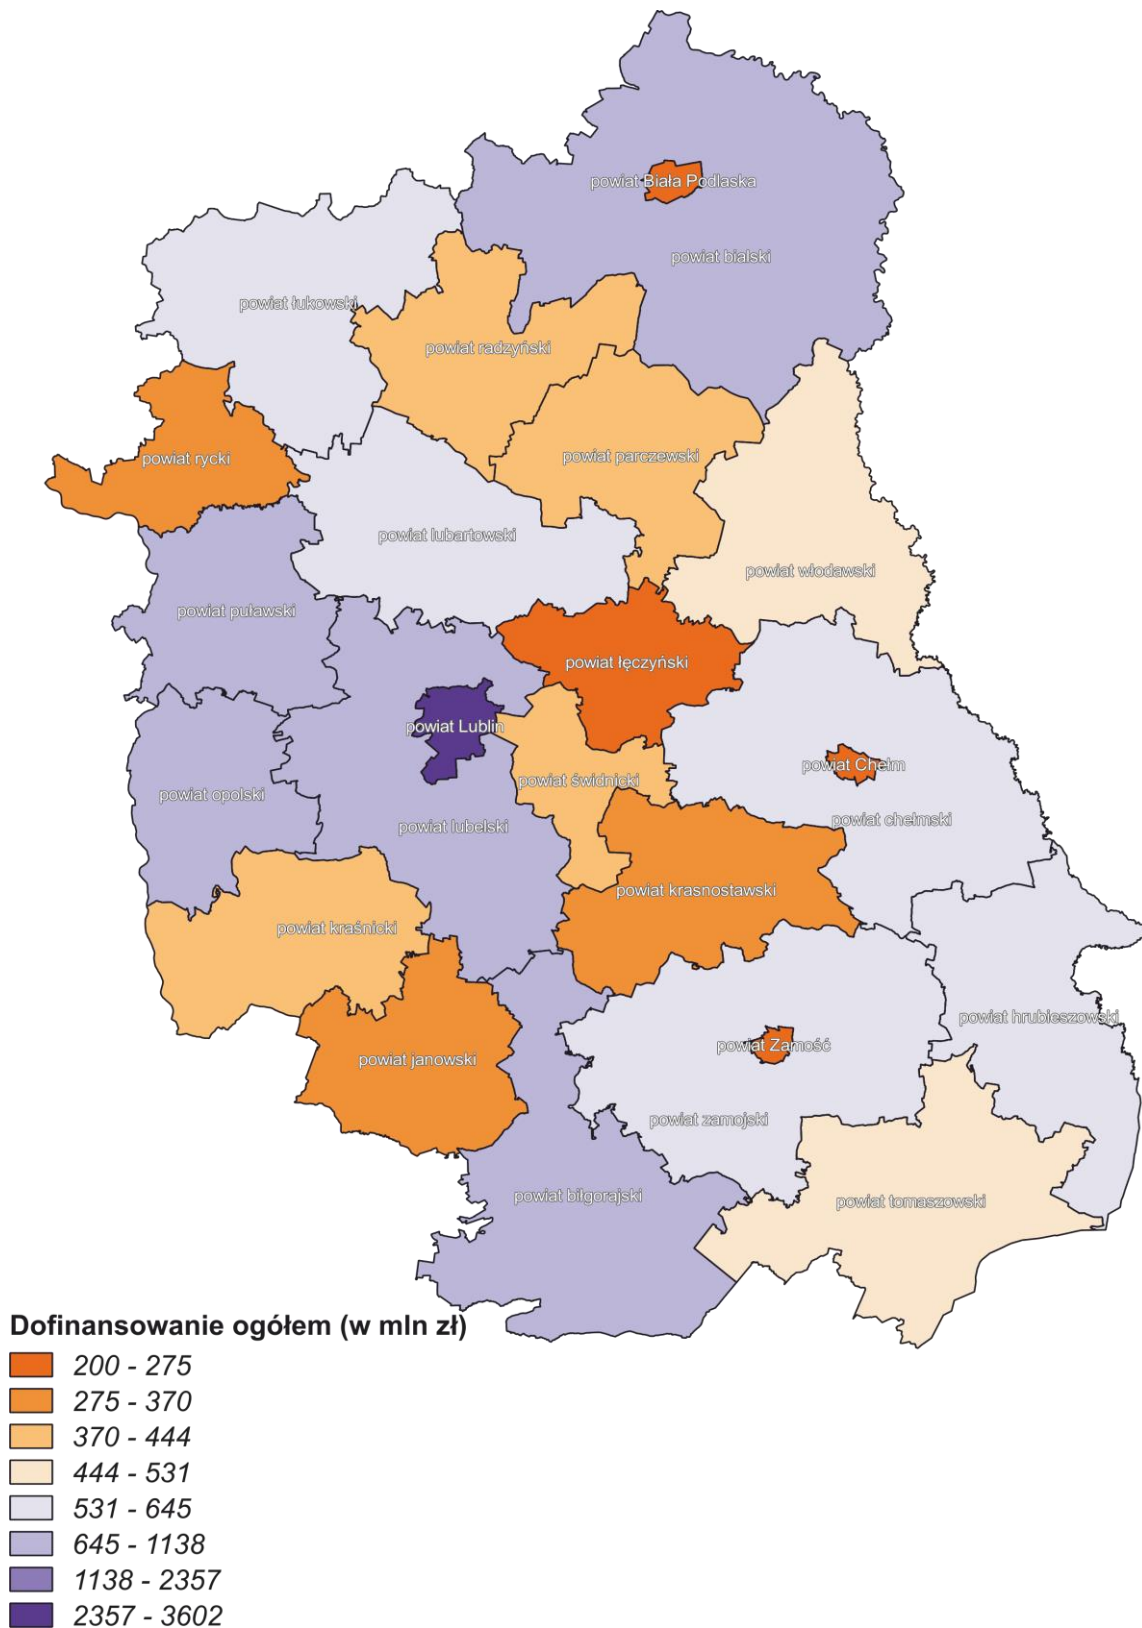 powiat Biała Podlaska
powiat bialski
powiat łukowski
powiat radzyński
powiat rycki
powiat parczewski
powiat lubartowski
powiat włodawski
powiat puławski
powiat łęczyński
powiat Lublin
powiat Chełm
powiat świdnicki
powiat opolski
powiat chełmski
powiat lubelski
powiat krasnostawski
powiat kraśnicki
powiat hrubieszowski
powiat Zamość
powiat janowski
powiat zamojski
powiat biłgorajski
powiat tomaszowski
Dofinansowanie ogółem (w mln zł)
200 - 275
275 - 370
370 - 444
444 - 531
531 - 645
645 - 1138
1138 - 2357
2357 - 3602